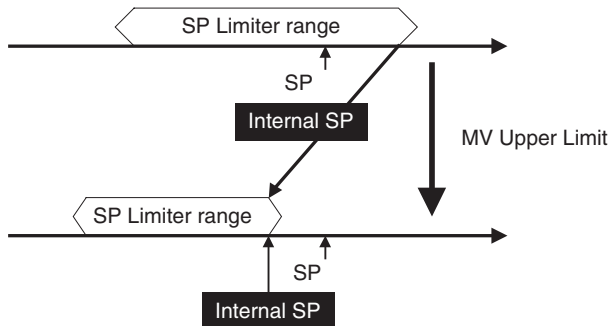 SP Limiter range
SP
Internal SP
MV Upper Limit
SP Limiter range
SP
Internal SP